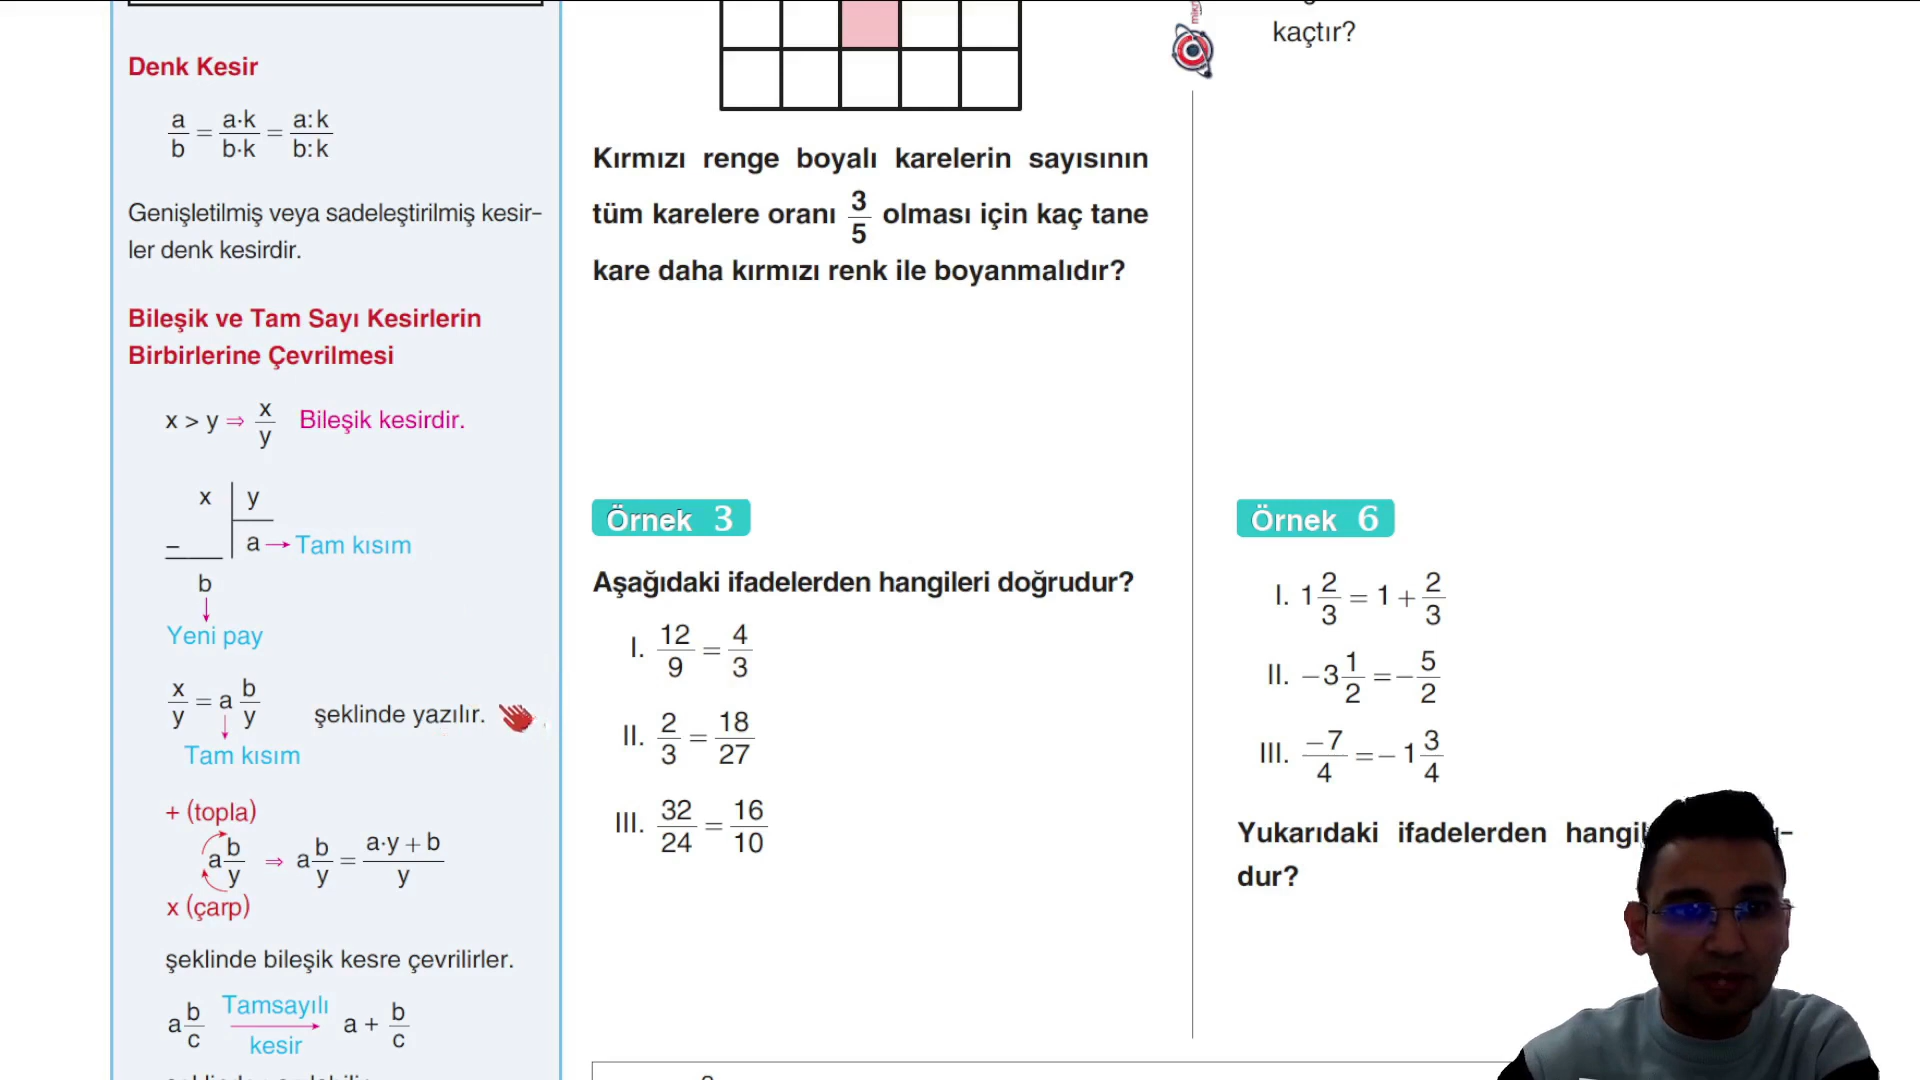 Denk Kesir
a/b = a·k/b·k = a:k/b:k
Genişletilmiş veya sadeleştirilmiş kesir-
ler denk kesirdir.
Bileşik ve Tam Sayı Kesirlerin
Birbirlerine Çevrilmesi
x > y ⇒ x/y Bileşik kesirdir.
x | y
– a → Tam kısım
b
↓
Yeni pay
x/y = a b/y şeklinde yazılır.
↓
Tam kısım
+ (topla)
a b/y ⇒ a b/y = a·y + b/y
x (çarp)
şeklinde bileşik kesre çevrilirler.
a b/c Tamsayılı kesir → a + b/c
Kırmızı renge boyalı karelerin sayısının
tüm karelere oranı 3/5 olması için kaç tane
kare daha kırmızı renk ile boyanmalıdır?
Örnek 3
Aşağıdaki ifadelerden hangileri doğrudur?
I. 12/9 = 4/3
II. 2/3 = 18/27
III. 32/24 = 16/10
kaçtır?
Örnek 6
I. 1 2/3 = 1 + 2/3
II. –3 1/2 = –5/2
III. –7/4 = –1 3/4
Yukarıdaki ifadelerden
dur?